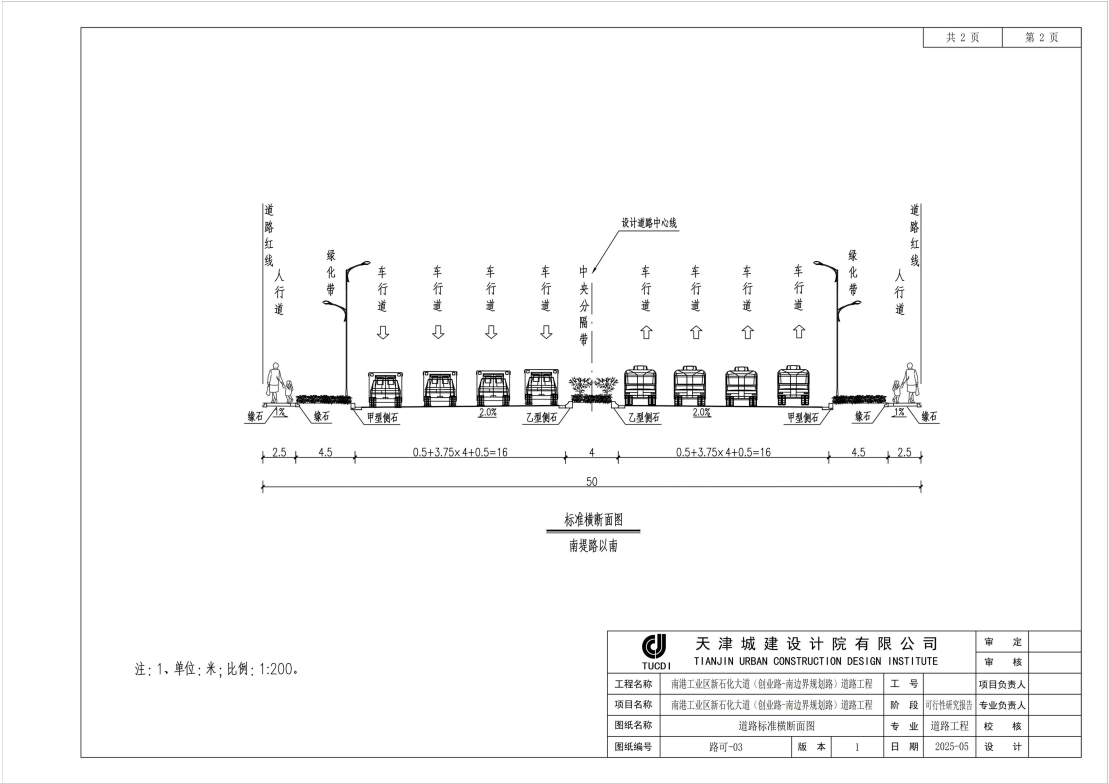 共 2 页 第 2 页
设计道路中心线
道路红线
人行道
绿化带
车行道
车行道
车行道
车行道
中央分隔带
车行道
车行道
车行道
车行道
绿化带
人行道
道路红线
缘石 1% 缘石 甲型侧石 2.0% 乙型侧石 乙型侧石 2.0% 甲型侧石 缘石 1% 缘石
2.5 4.5 0.5+3.75×4+0.5=16 4 0.5+3.75×4+0.5=16 4.5 2.5
50
标准横断面图
南堤路以南
注：1、单位：米；比例：1:200。
TUCDI
天津城建设计院有限公司
TIANJIN URBAN CONSTRUCTION DESIGN INSTITUTE
审 定
审 核
工程名称 南港工业区新石化大道（创业路-南边界规划路）道路工程 工 号 项目负责人
项目名称 南港工业区新石化大道（创业路-南边界规划路）道路工程 阶 段 可行性研究报告 专业负责人
图纸名称 道路标准横断面图 专 业 道路工程 校 核
图纸编号 路可-03 版 本 1 日 期 2025-05 设 计